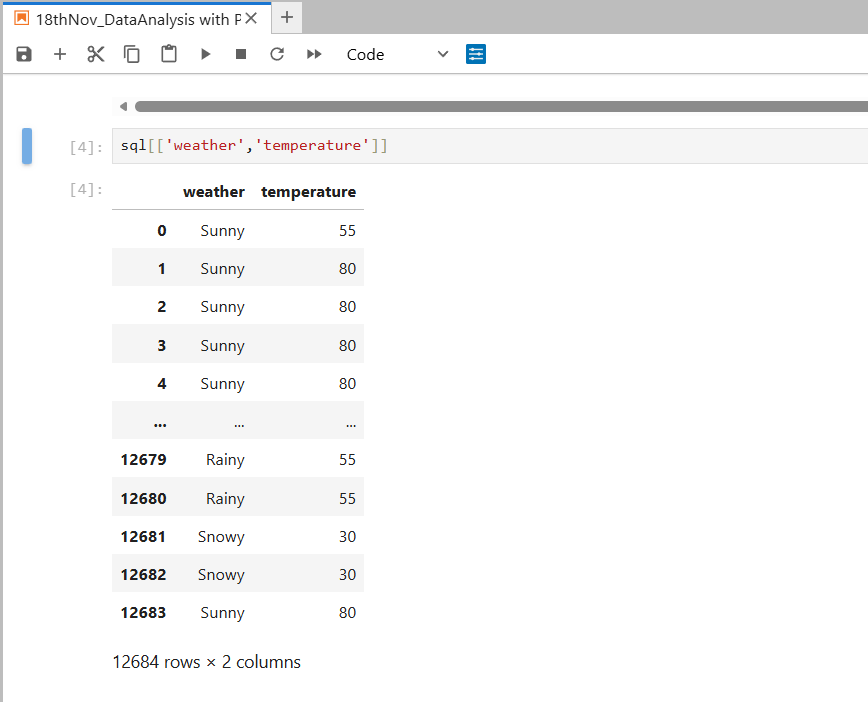 18thNov_DataAnalysis with P
Code
[4]: sql[['weather','temperature']]
[4]:
weather temperature
0 Sunny 55
1 Sunny 80
2 Sunny 80
3 Sunny 80
4 Sunny 80
... ... ...
12679 Rainy 55
12680 Rainy 55
12681 Snowy 30
12682 Snowy 30
12683 Sunny 80
12684 rows × 2 columns